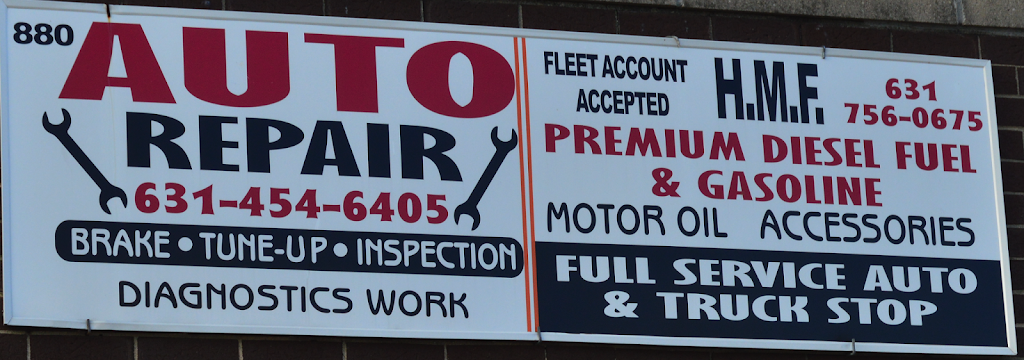 880
AUTO
REPAIR
631-454-6405
BRAKE • TUNE-UP • INSPECTION
DIAGNOSTICS WORK
FLEET ACCOUNT
ACCEPTED
H.M.F.
631
756-0675
PREMIUM DIESEL FUEL
& GASOLINE
MOTOR OIL ACCESSORIES
FULL SERVICE AUTO
& TRUCK STOP